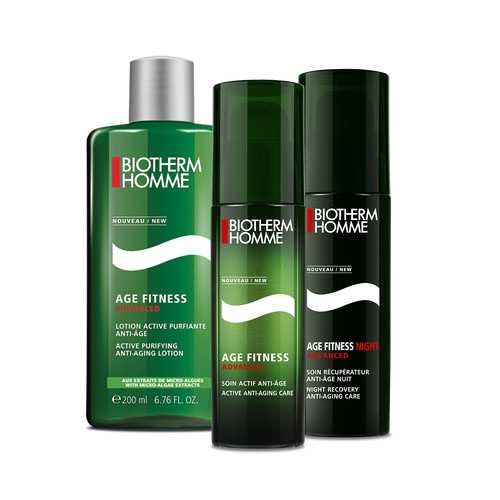 BIOTHERM
HOMME
NOUVEAU / NEW
AGE FITNESS
ADVANCED
LOTION ACTIVE PURIFIANTE
ANTI-ÂGE
ACTIVE PURIFYING
ANTI-AGING LOTION
AUX EXTRAITS DE MICRO-ALGUES
WITH MICRO-ALGAE EXTRACTS
℮ 200 ml 6.76 FL. OZ.
BIOTHERM
HOMME
NOUVEAU / NEW
AGE FITNESS
ADVANCED
SOIN ACTIF ANTI-ÂGE
ACTIVE ANTI-AGING CARE
BIOTHERM
HOMME
NOUVEAU / NEW
AGE FITNESS NIGHT
ADVANCED
SOIN RÉCUPÉRATEUR
ANTI-ÂGE NUIT
NIGHT RECOVERY
ANTI-AGING CARE